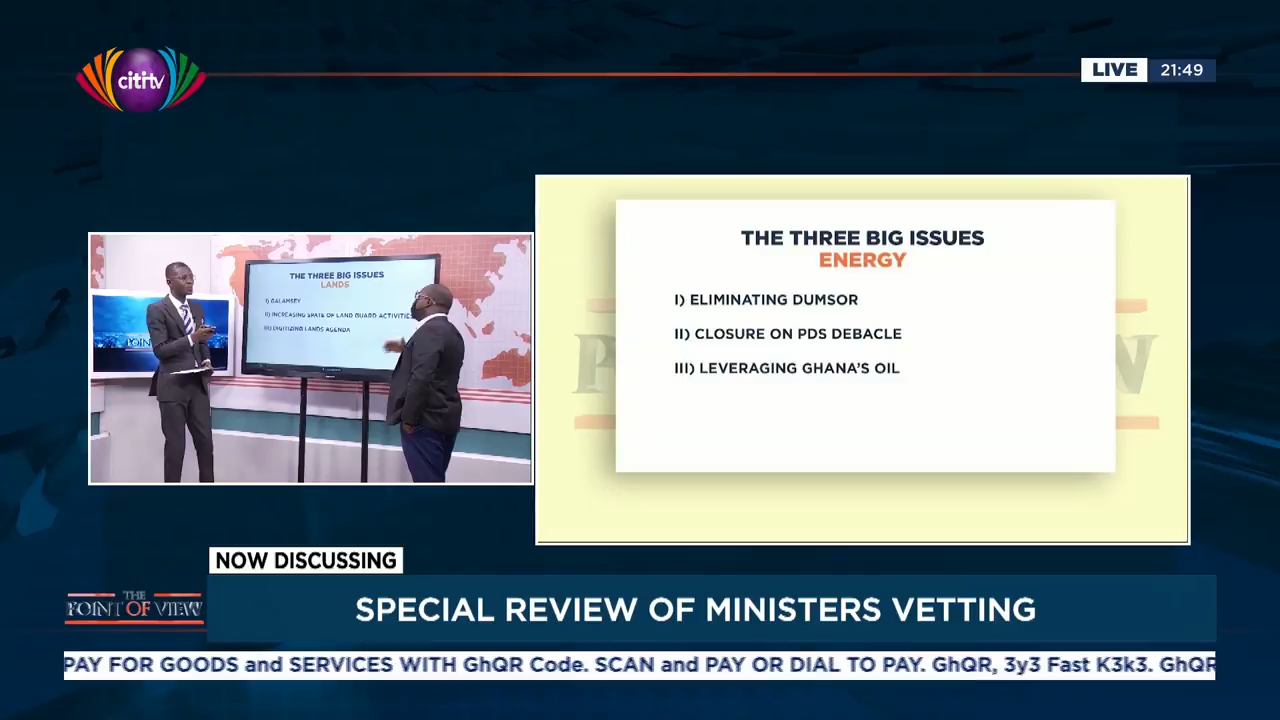 citi tv
LIVE 21:49
THE THREE BIG ISSUES
LANDS
I) GALAMSEY
II) INCREASING SPATE OF LAND GUARD ACTIVITIES
III) DIGITIZING LANDS AGENDA
POINT
THE THREE BIG ISSUES
ENERGY
I) ELIMINATING DUMSOR
II) CLOSURE ON PDS DEBACLE
III) LEVERAGING GHANA'S OIL
P VIEW
NOW DISCUSSING
THE
POINT OF VIEW
SPECIAL REVIEW OF MINISTERS VETTING
PAY FOR GOODS and SERVICES WITH GhQR Code. SCAN and PAY OR DIAL TO PAY. GhQR, 3y3 Fast K3k3. GhQR